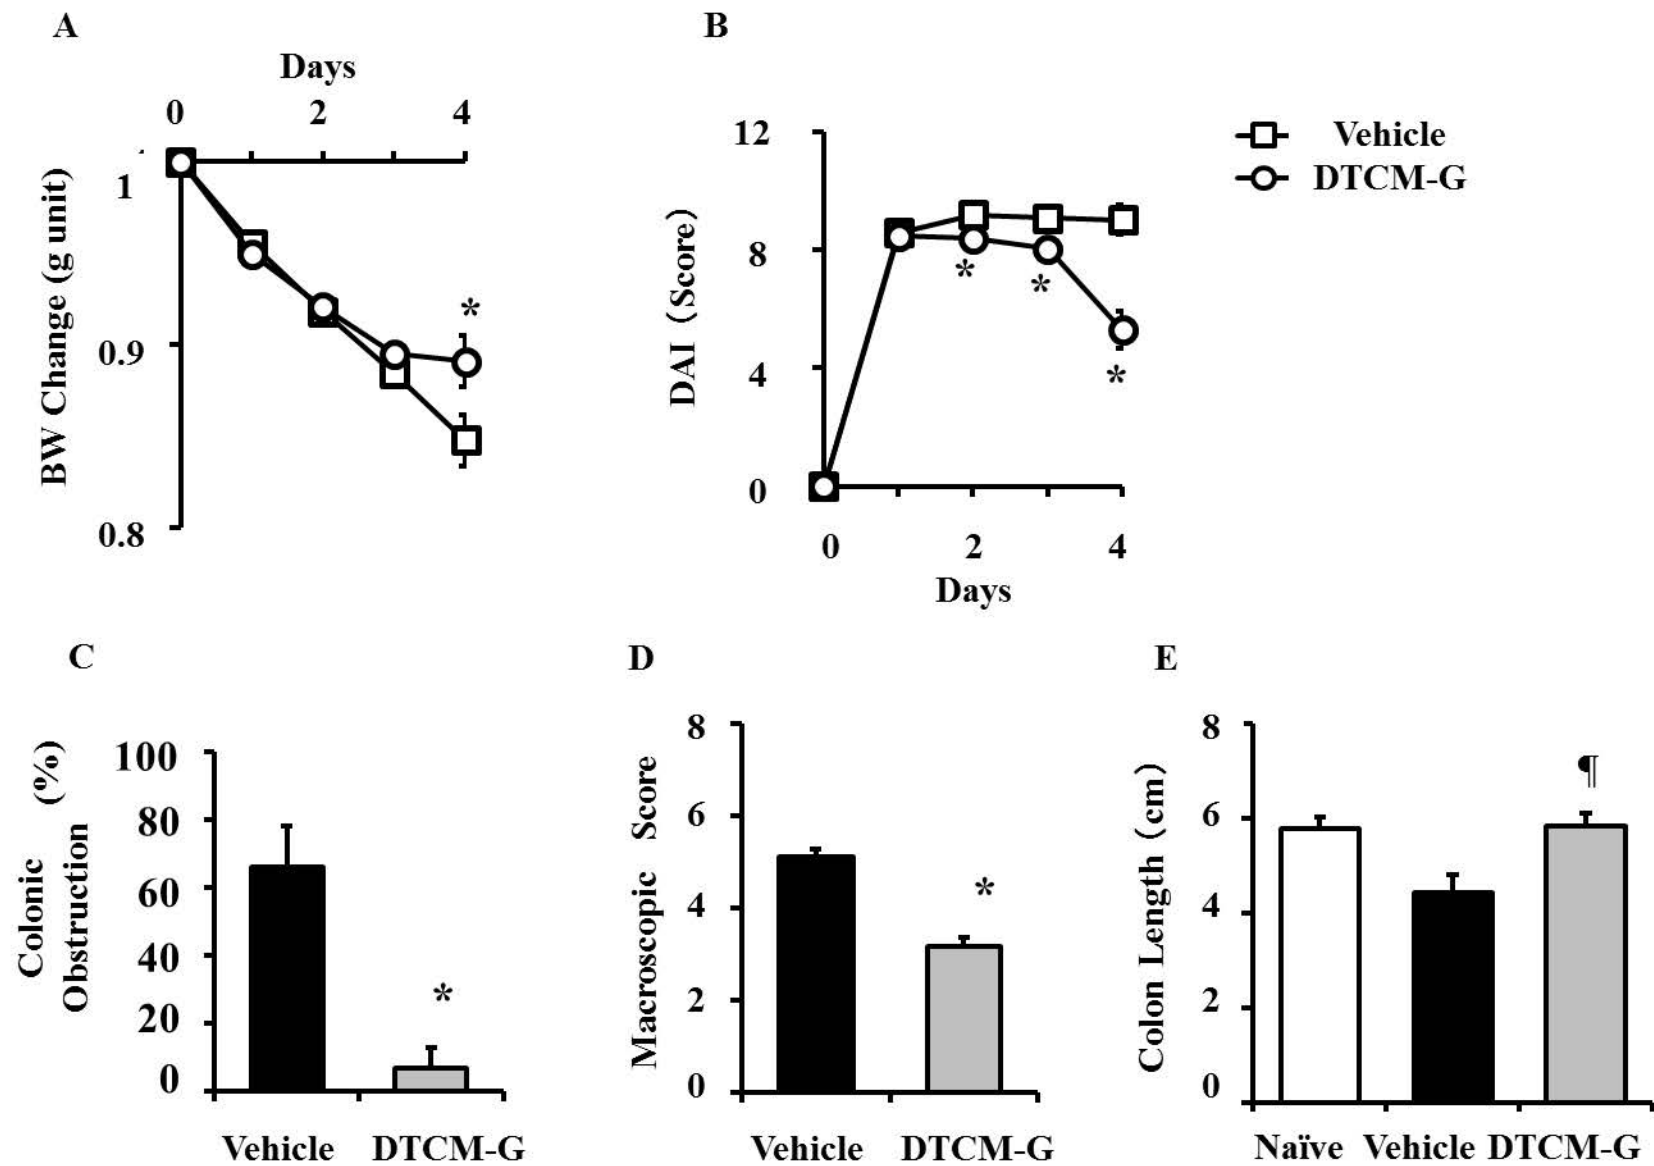 A
Days
0 2 4
1
0.9
0.8
BW Change (g unit)
*
B
12
8
4
0
DAI (Score)
* * *
0 2 4
Days
Vehicle
DTCM-G
C
100
80
60
40
20
0
Colonic
Obstruction (%)
*
Vehicle DTCM-G
D
8
6
4
2
0
Macroscopic Score
*
Vehicle DTCM-G
E
8
6
4
2
0
Colon Length (cm)
¶
Naïve Vehicle DTCM-G